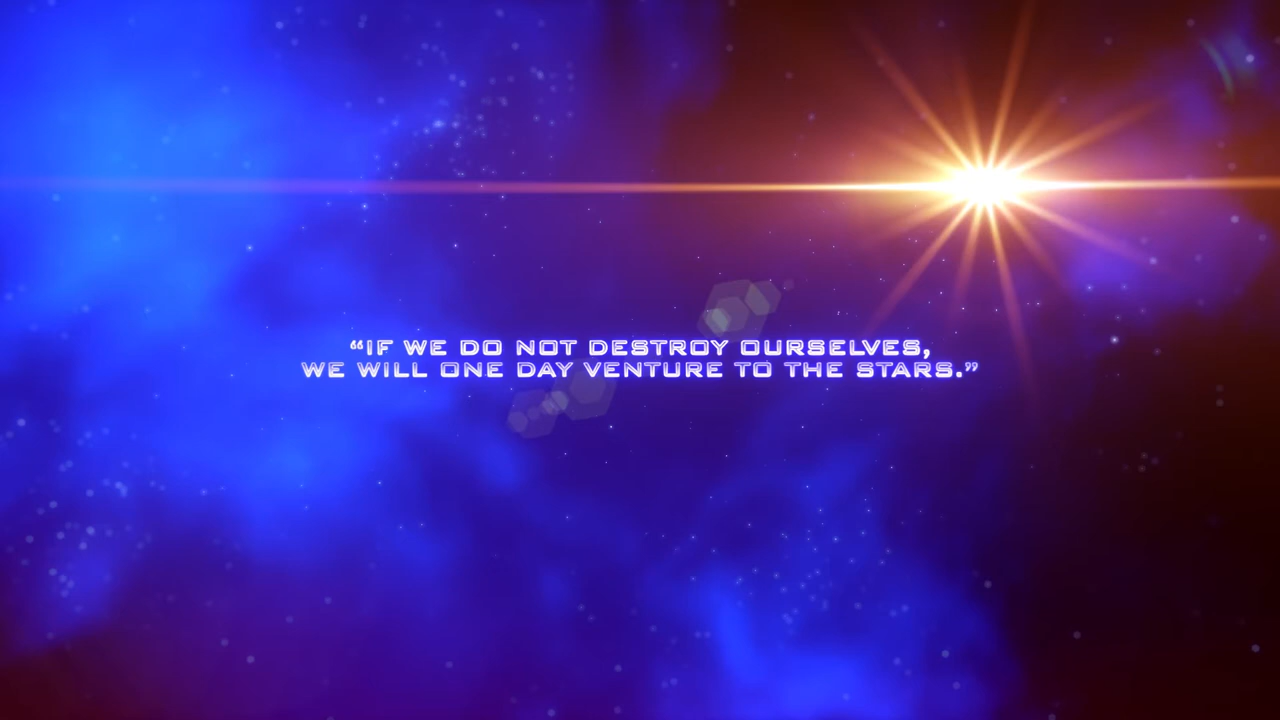 “IF WE DO NOT DESTROY OURSELVES,
WE WILL ONE DAY VENTURE TO THE STARS.”